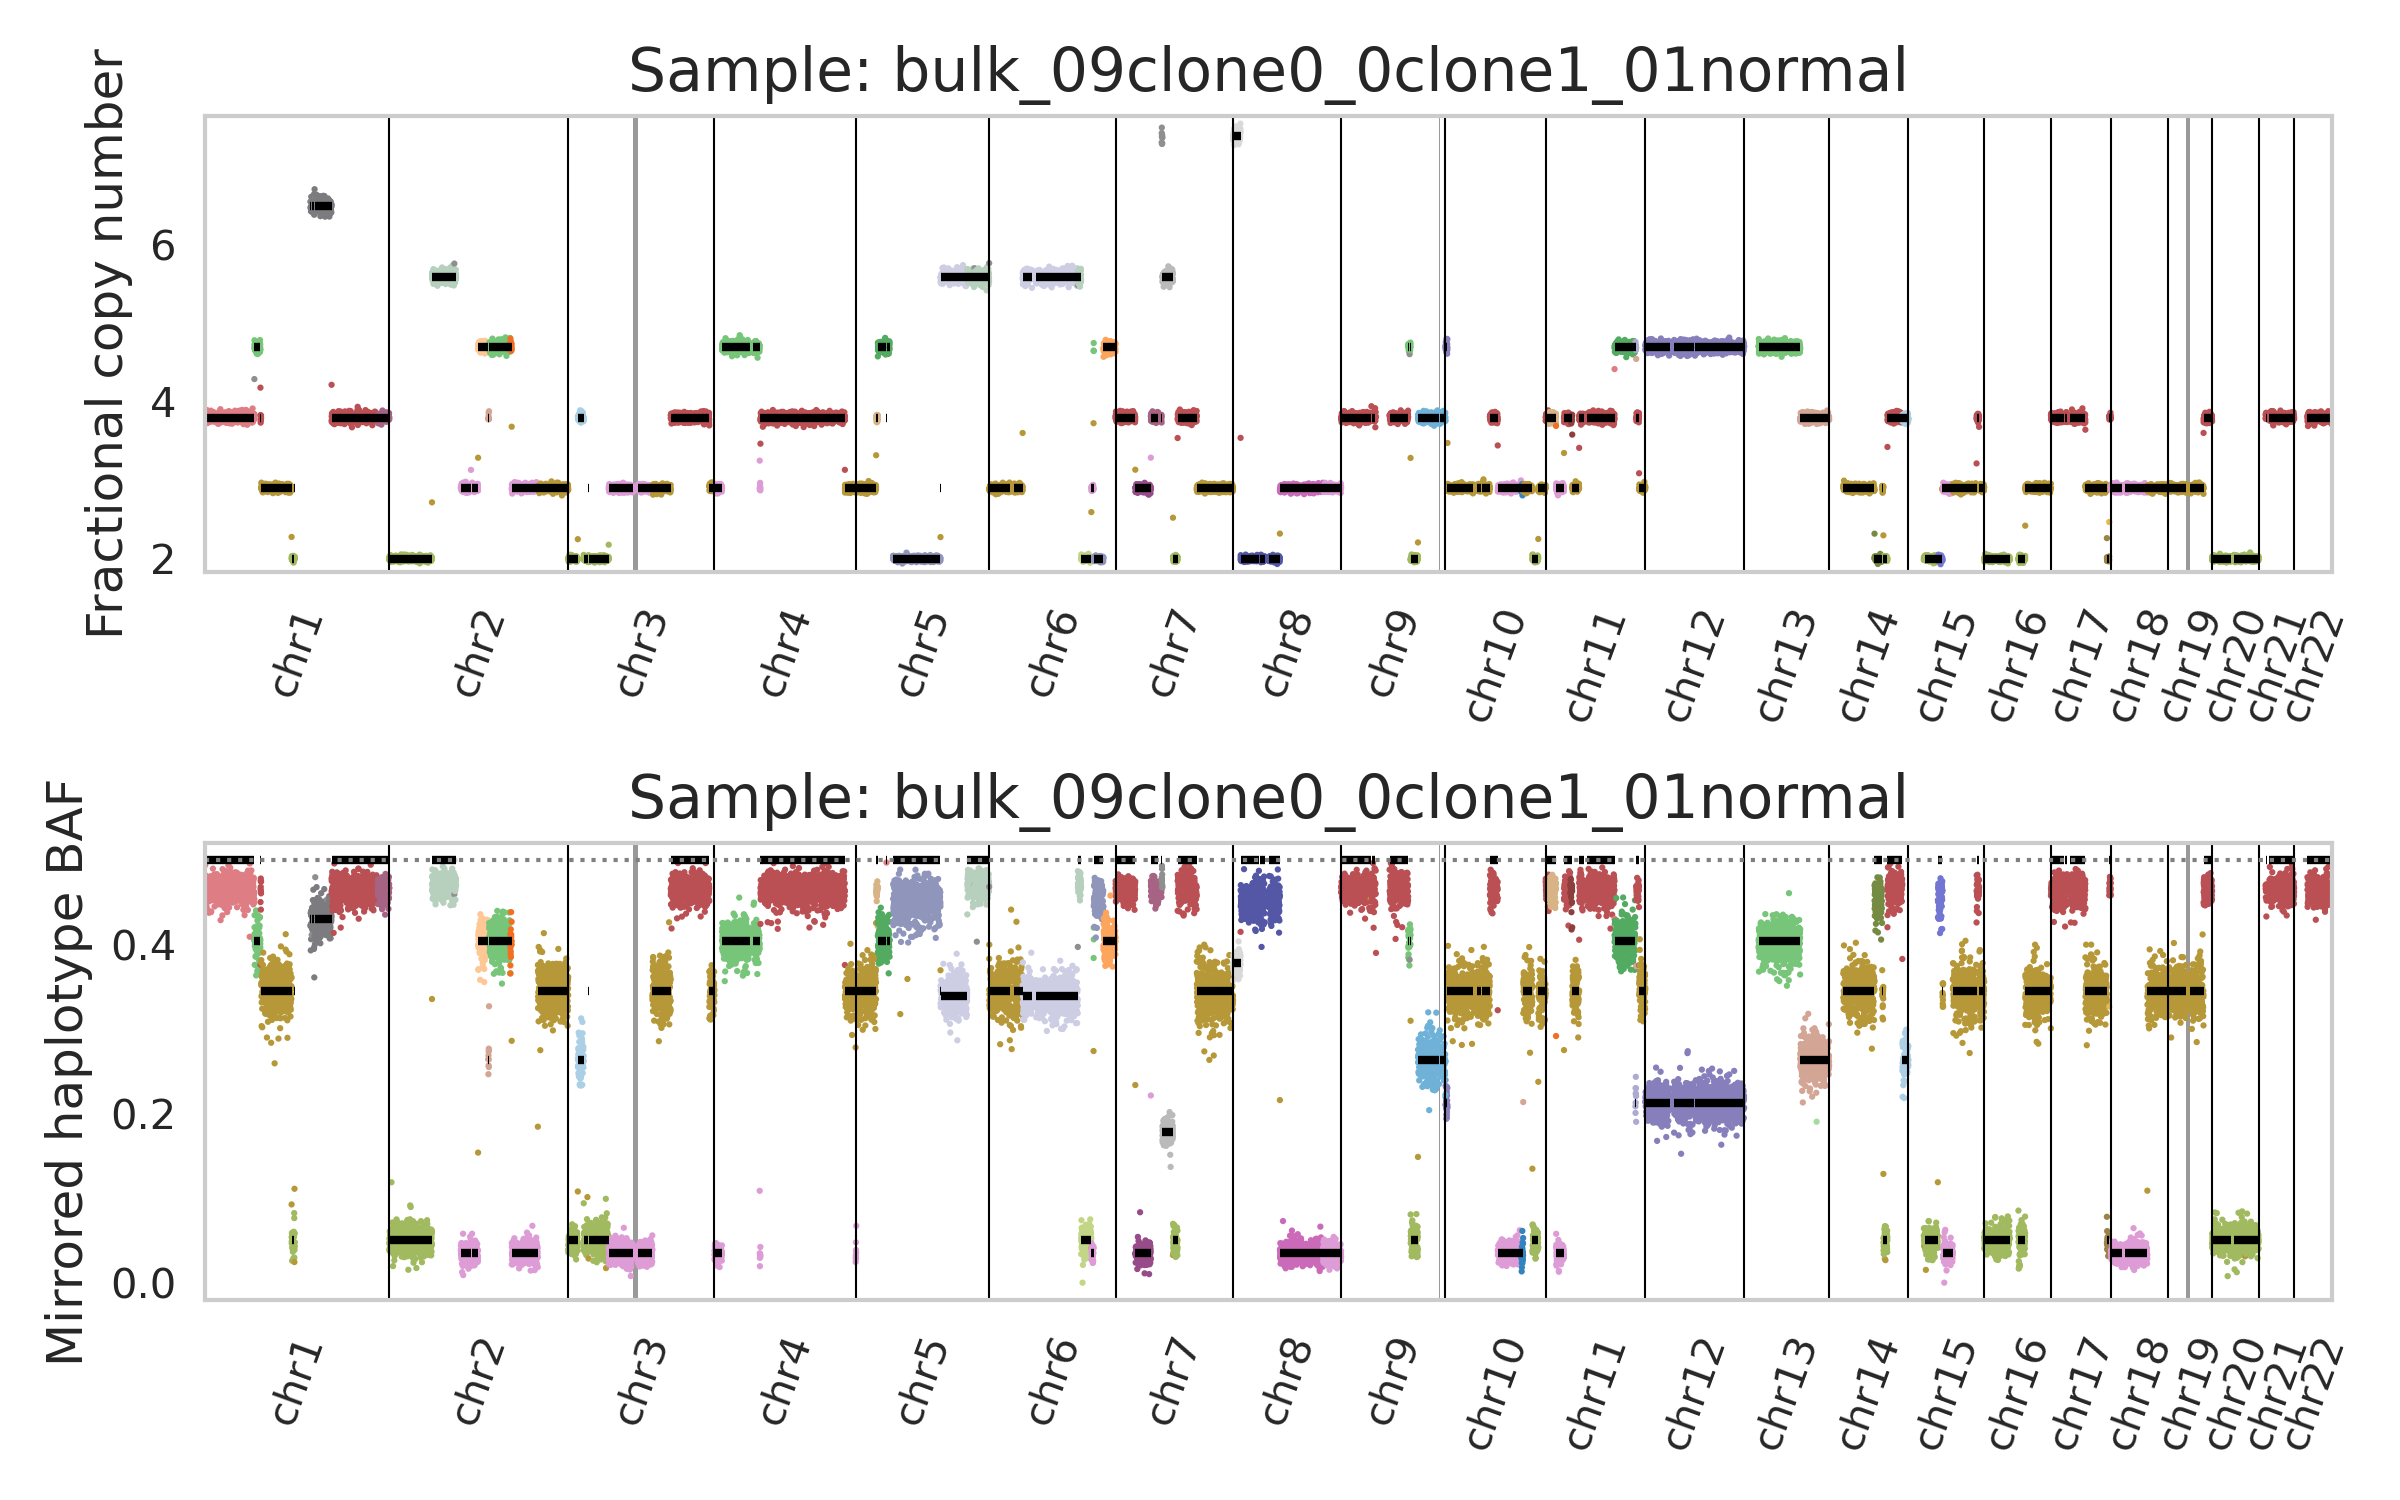 Sample: bulk_09clone0_0clone1_01normal
Fractional copy number
6
4
2
chr1 chr2 chr3 chr4 chr5 chr6 chr7 chr8 chr9 chr10 chr11 chr12 chr13 chr14 chr15 chr16 chr17 chr18 chr19 chr20 chr21 chr22
Sample: bulk_09clone0_0clone1_01normal
Mirrored haplotype BAF
0.4
0.2
0.0
chr1 chr2 chr3 chr4 chr5 chr6 chr7 chr8 chr9 chr10 chr11 chr12 chr13 chr14 chr15 chr16 chr17 chr18 chr19 chr20 chr21 chr22